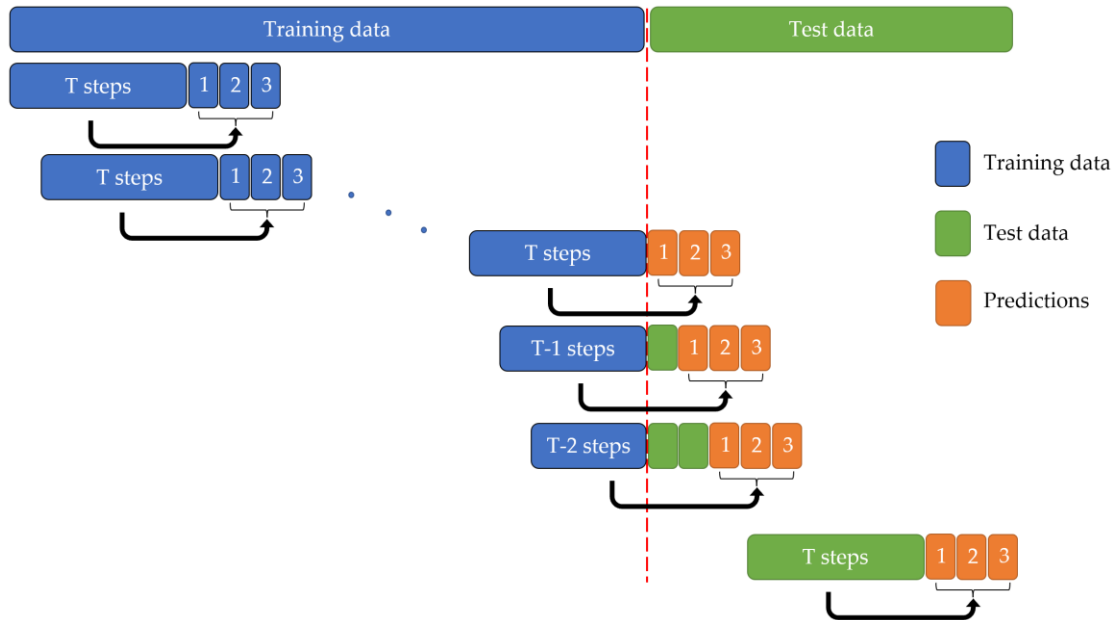 Training data
Test data
T steps 1 2 3
T steps 1 2 3
Training data
Test data
Predictions
T steps 1 2 3
T-1 steps 1 2 3
T-2 steps 1 2 3
T steps 1 2 3